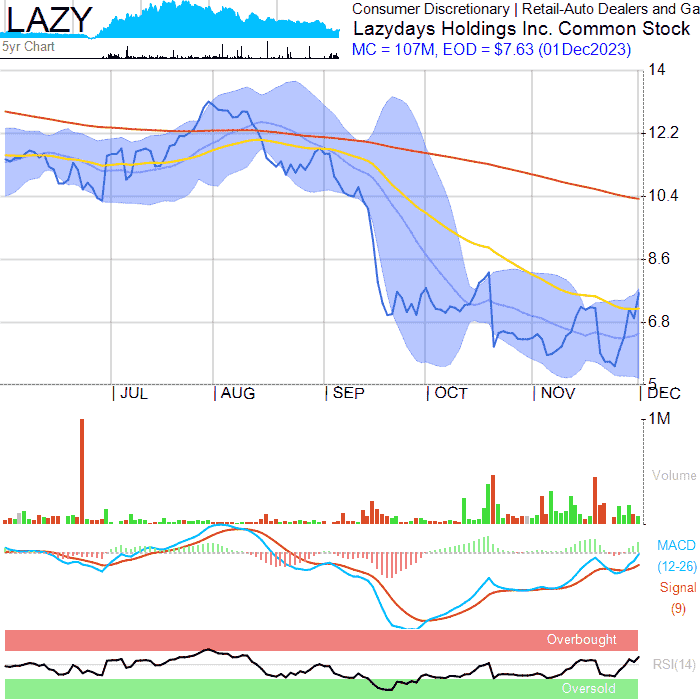 LAZY
5yr Chart
Consumer Discretionary | Retail-Auto Dealers and Ga
Lazydays Holdings Inc. Common Stock
MC = 107M, EOD = $7.63 (01Dec2023)
14
12.2
10.4
8.6
6.8
5
JUL AUG SEP OCT NOV DEC
1M
Volume
MACD
(12-26)
Signal
(9)
Overbought
RSI(14)
Oversold